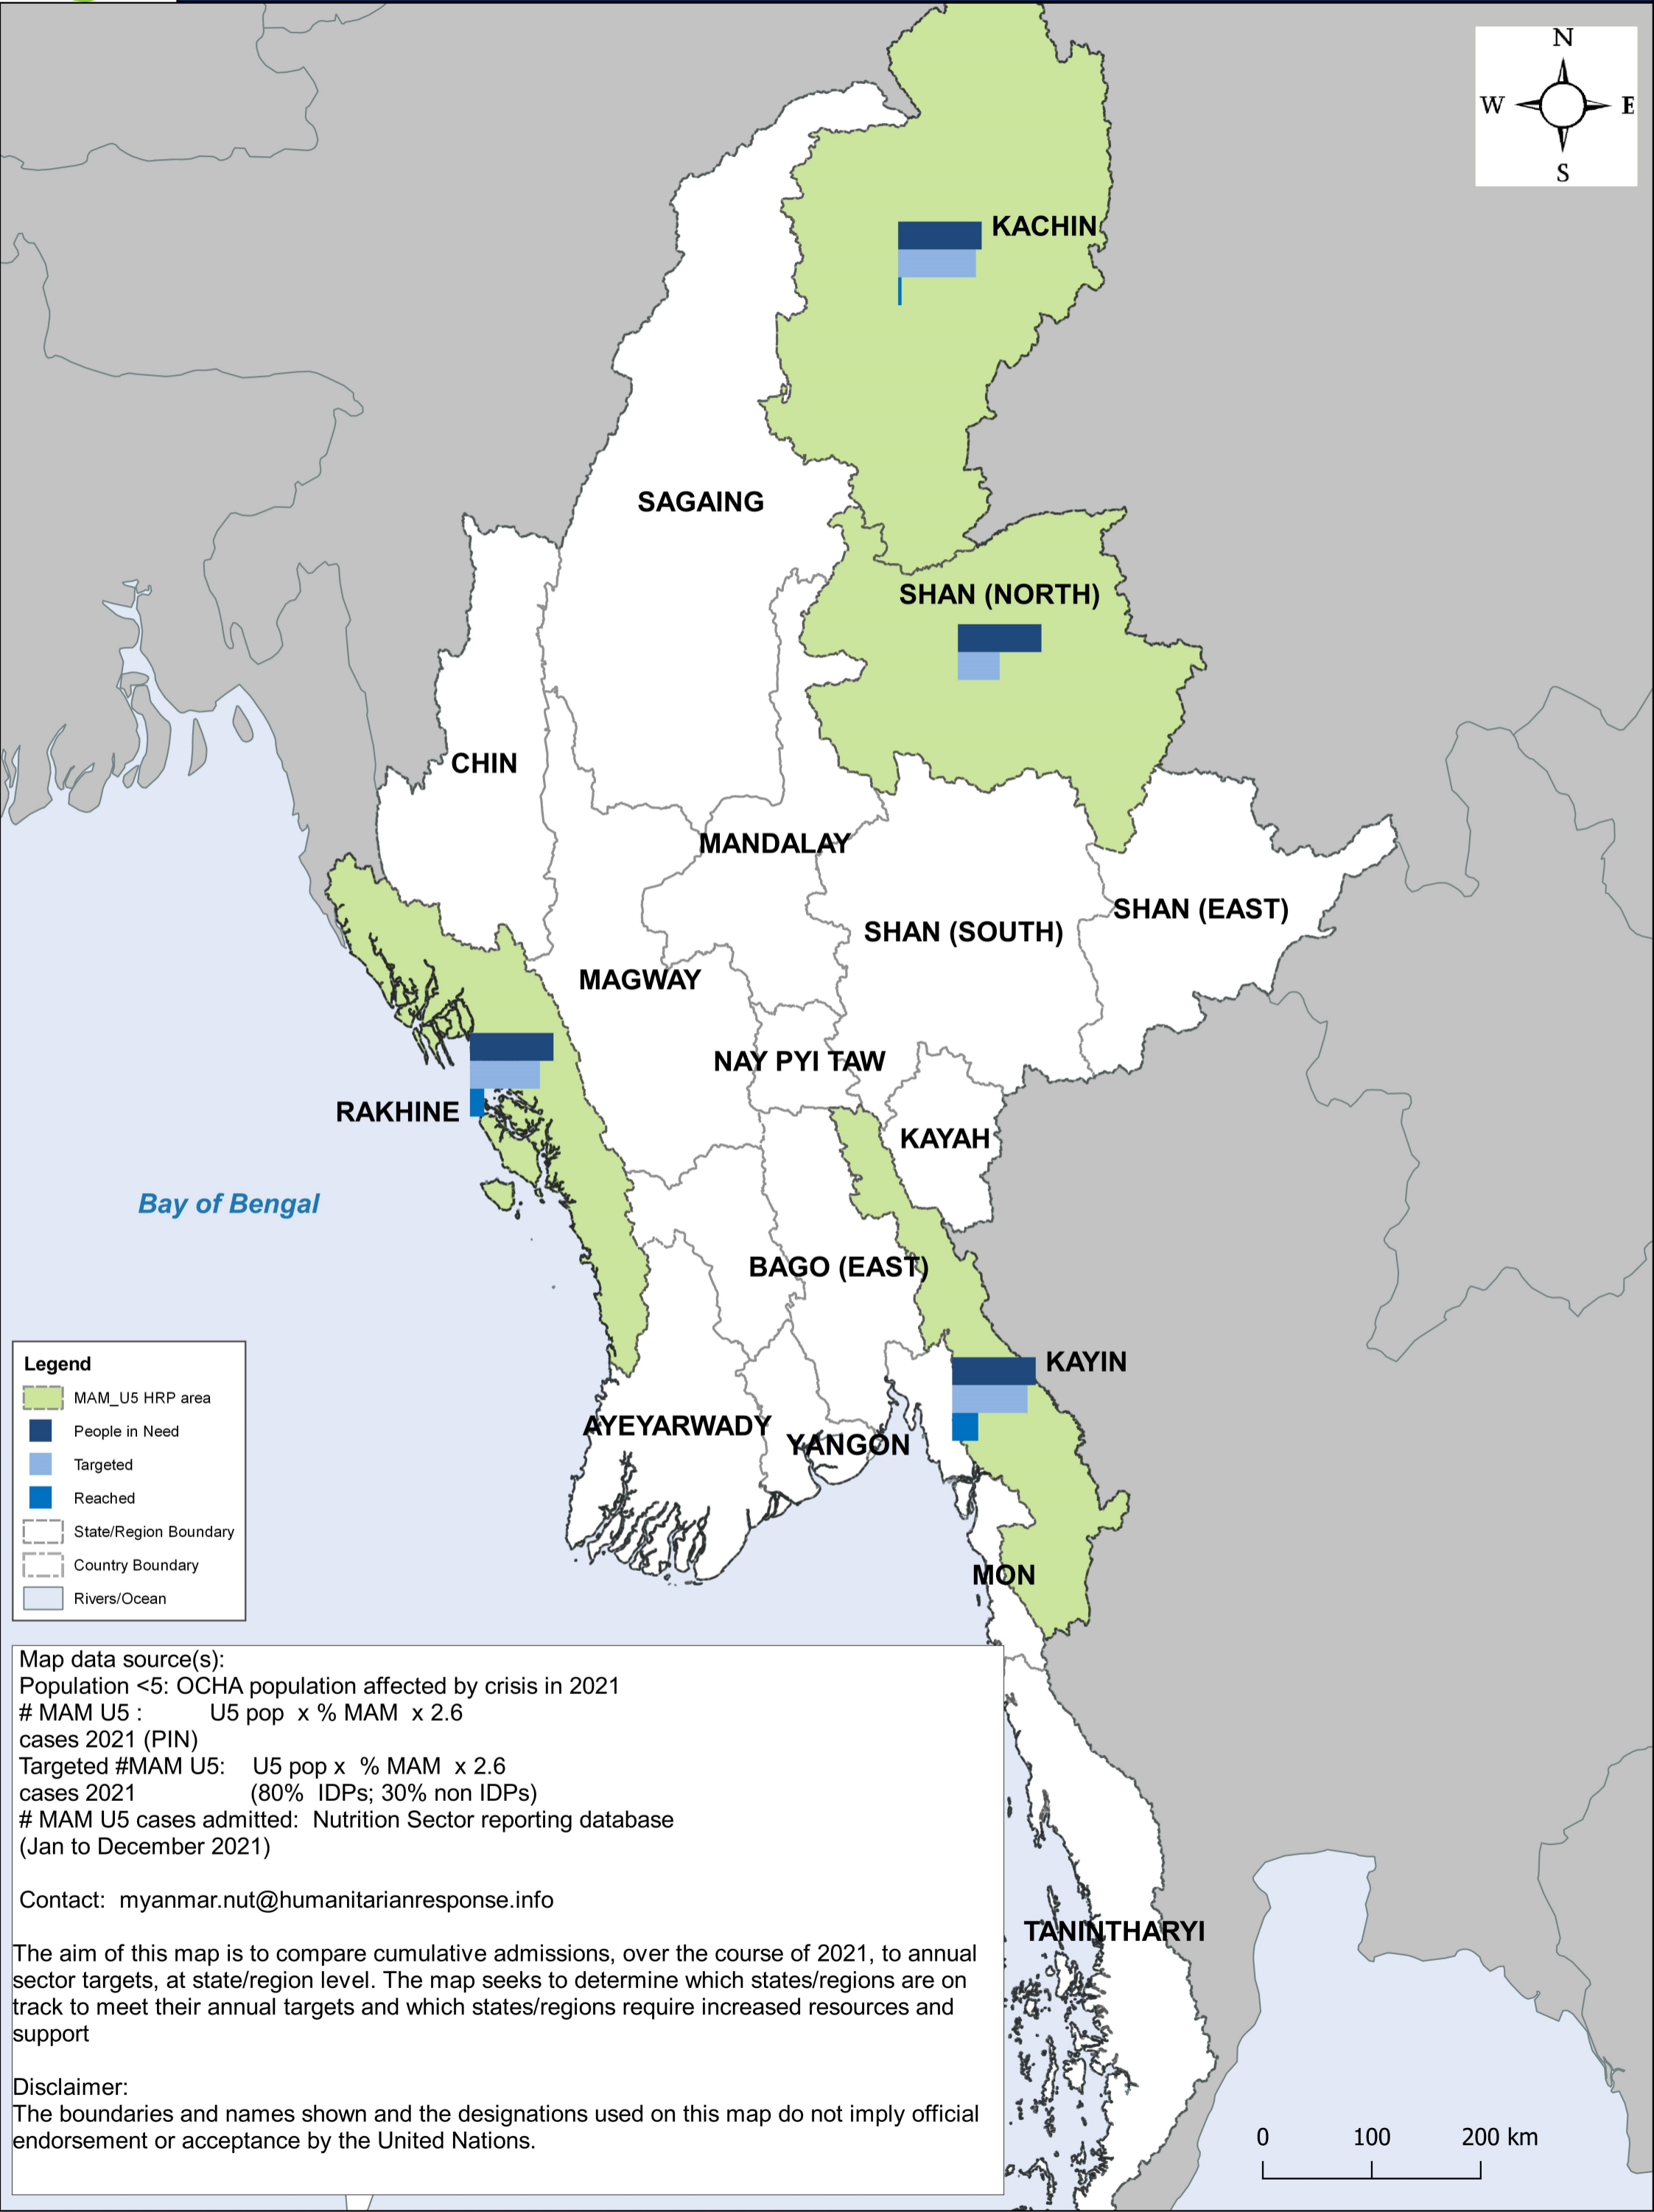 N
W E
S
KACHIN
SAGAING
SHAN (NORTH)
CHIN
MANDALAY
SHAN (EAST)
SHAN (SOUTH)
MAGWAY
NAY PYI TAW
RAKHINE
KAYAH
Bay of Bengal
BAGO (EAST)
KAYIN
AYEYARWADY
YANGON
MON
TANINTHARYI
Legend
MAM_U5 HRP area
People in Need
Targeted
Reached
State/Region Boundary
Country Boundary
Rivers/Ocean
Map data source(s):
Population <5: OCHA population affected by crisis in 2021
# MAM U5 : U5 pop x % MAM x 2.6
cases 2021 (PIN)
Targeted #MAM U5: U5 pop x % MAM x 2.6
cases 2021 (80% IDPs; 30% non IDPs)
# MAM U5 cases admitted: Nutrition Sector reporting database
(Jan to December 2021)
Contact: myanmar.nut@humanitarianresponse.info
The aim of this map is to compare cumulative admissions, over the course of 2021, to annual
sector targets, at state/region level. The map seeks to determine which states/regions are on
track to meet their annual targets and which states/regions require increased resources and
support
Disclaimer:
The boundaries and names shown and the designations used on this map do not imply official
endorsement or acceptance by the United Nations.
0 100 200 km